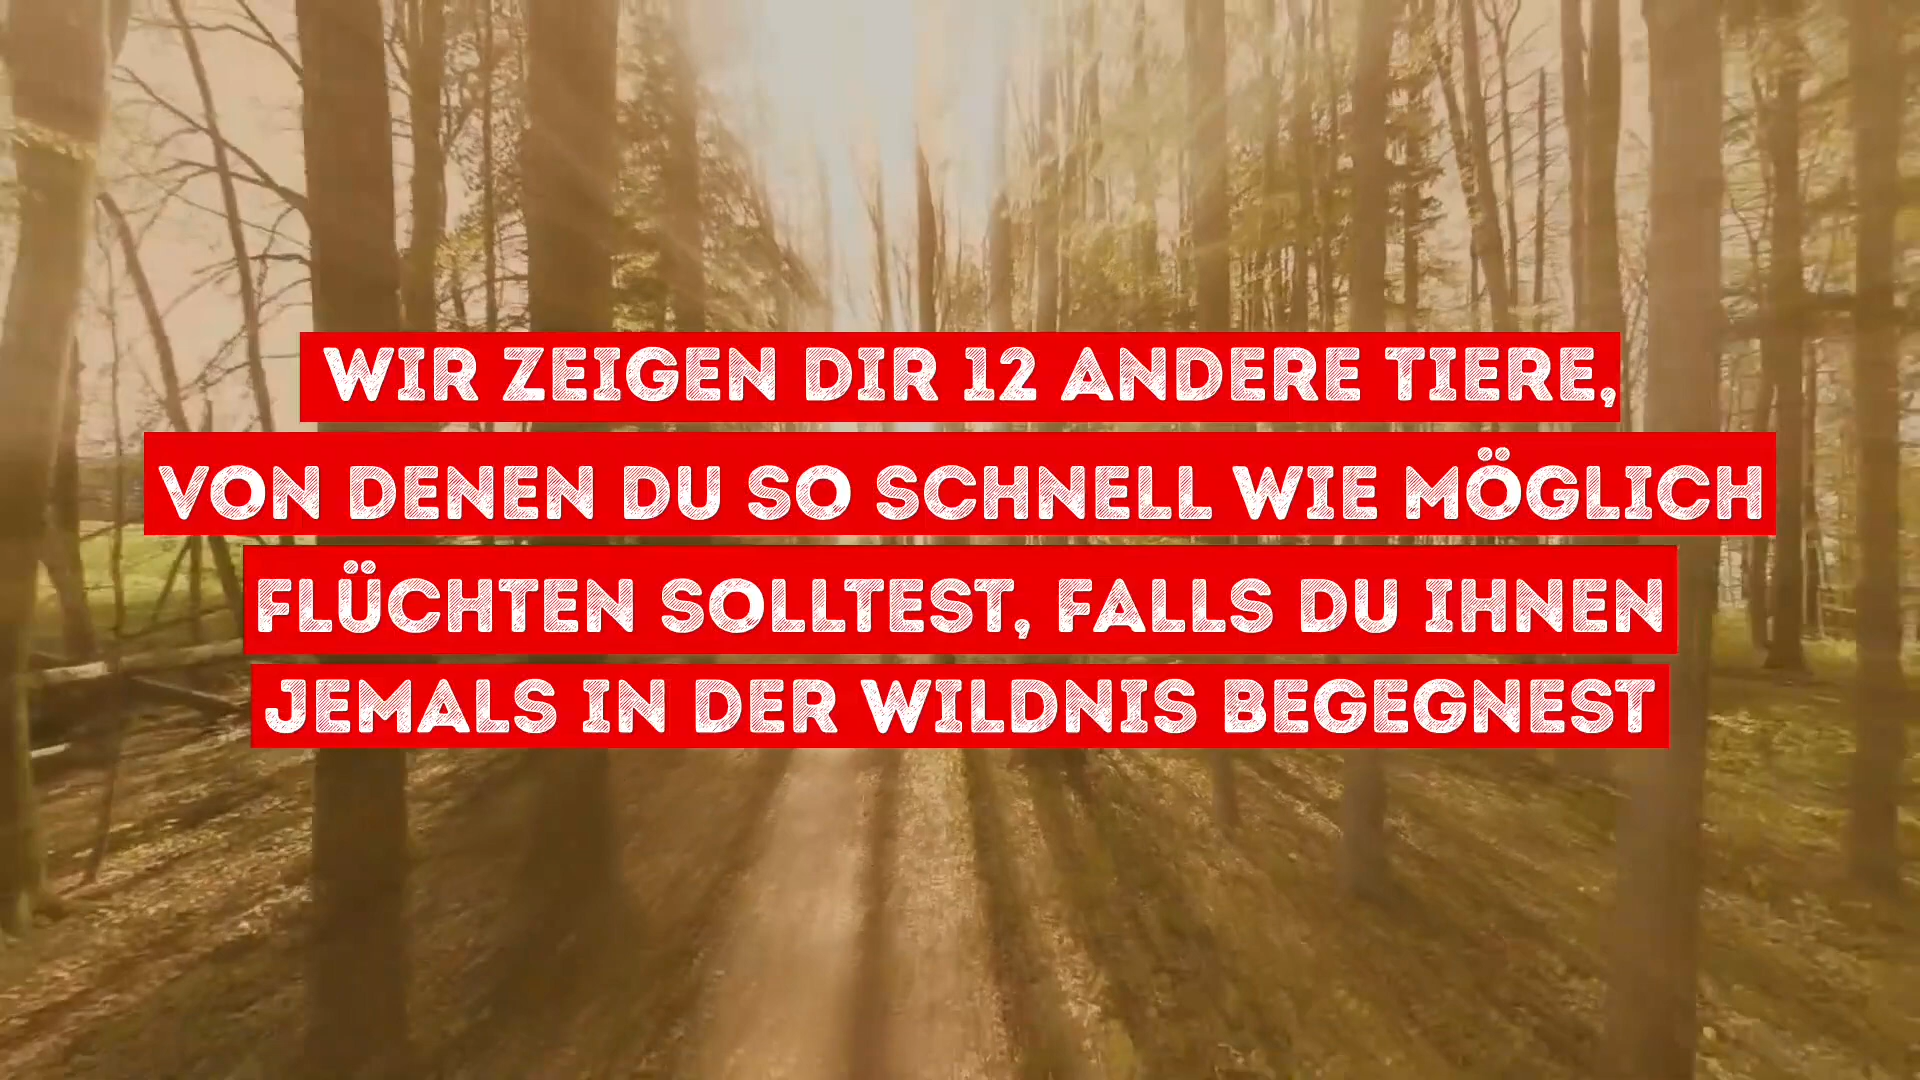 WIR ZEIGEN DIR 12 ANDERE TIERE,
VON DENEN DU SO SCHNELL WIE MÖGLICH
FLÜCHTEN SOLLTEST, FALLS DU IHNEN
JEMALS IN DER WILDNIS BEGEGNEST